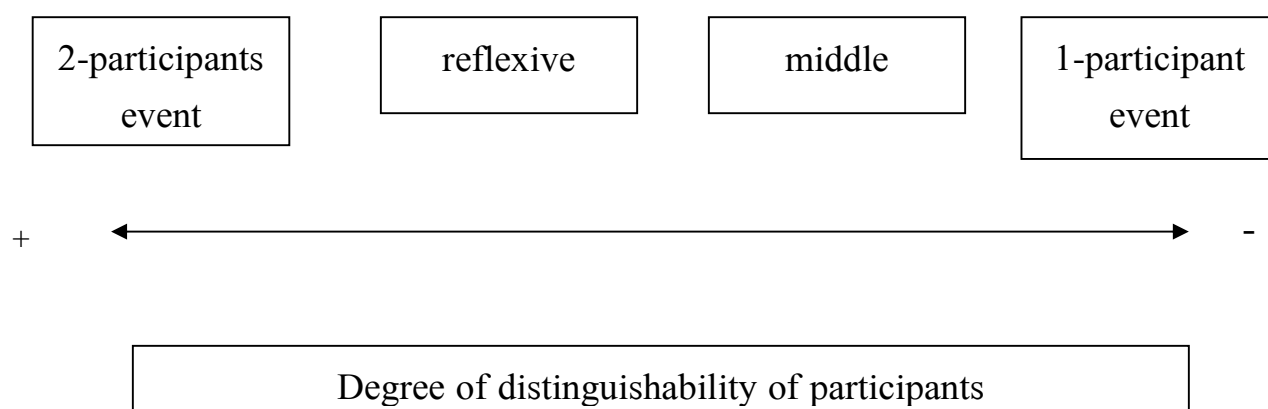 2-participants
event
reflexive
middle
1-participant
event
+
-
Degree of distinguishability of participants